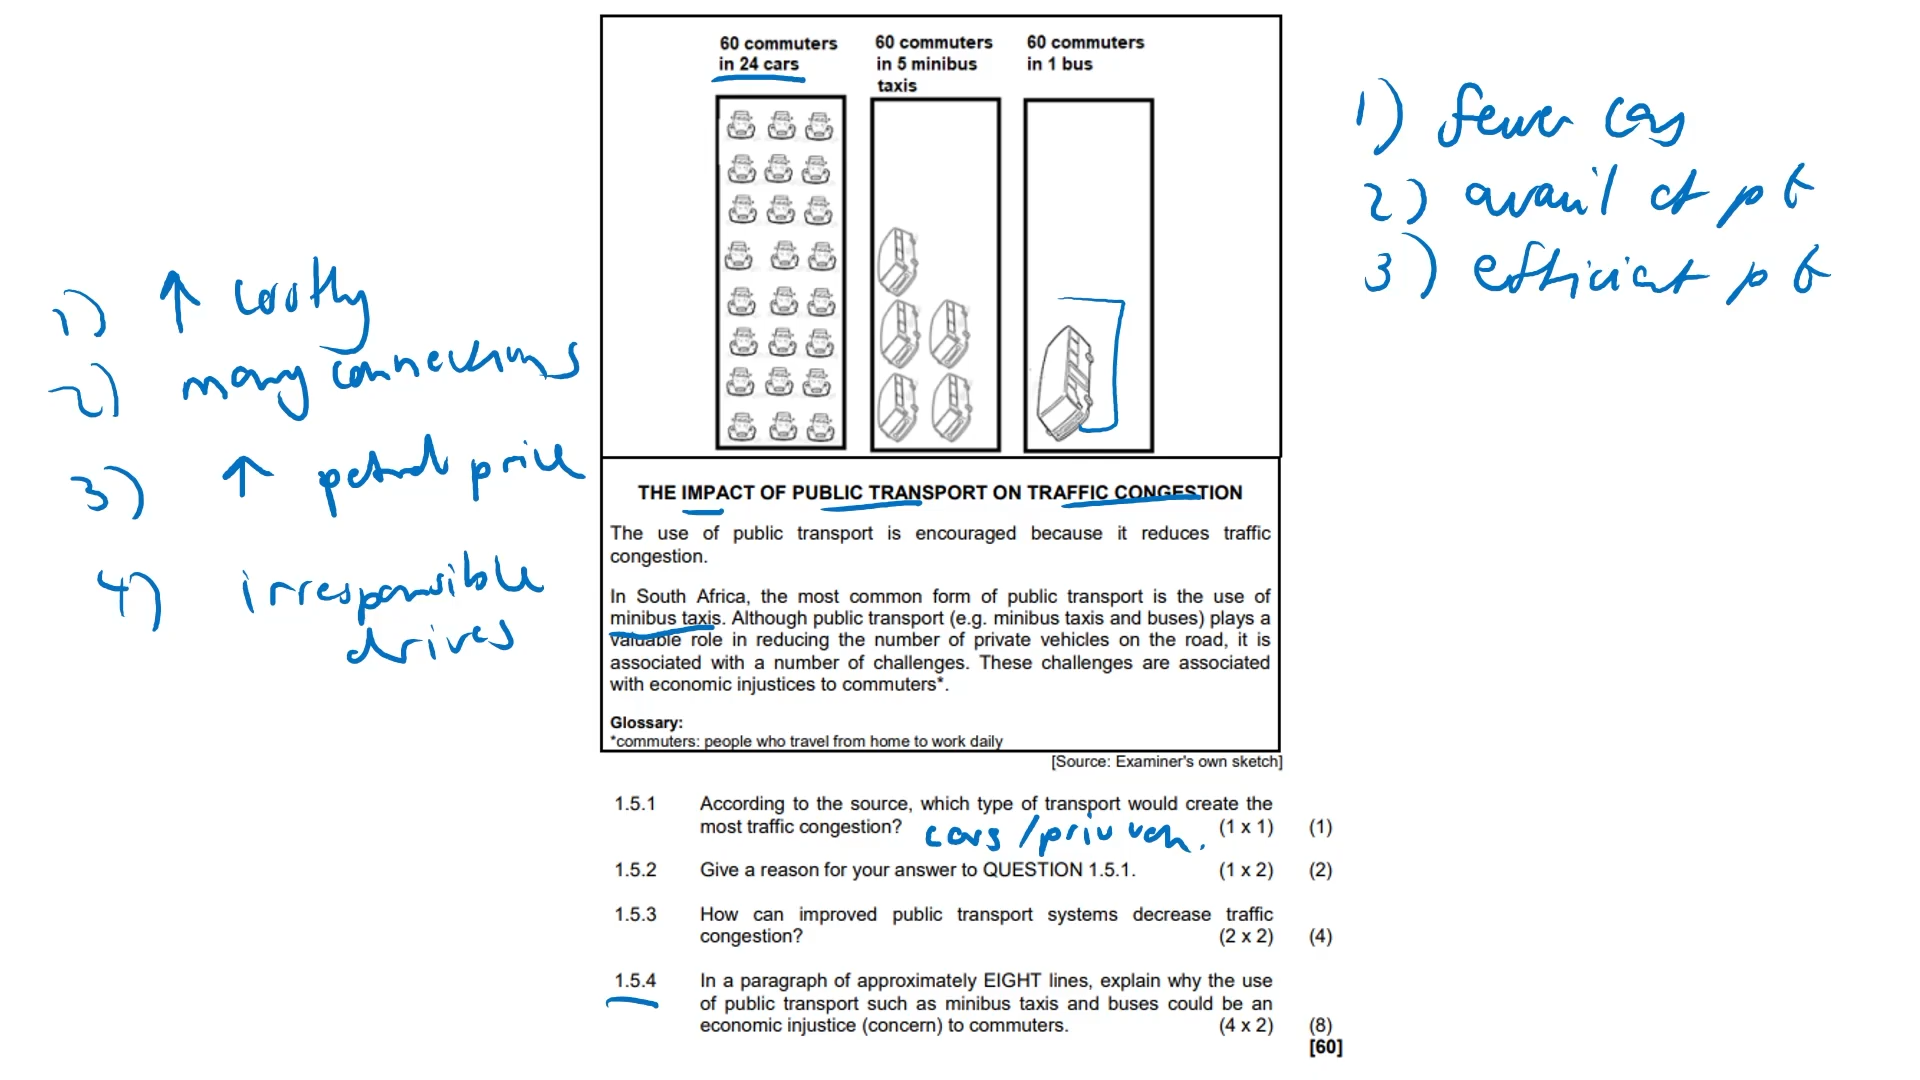 60 commuters
in 24 cars
60 commuters
in 5 minibus
taxis
60 commuters
in 1 bus
1) fewer cars
2) avail of pt
3) efficient pt
1) ↑ costly
2) many connections
3) ↑ petrol price
4) irresponsible
drivers
THE IMPACT OF PUBLIC TRANSPORT ON TRAFFIC CONGESTION
The use of public transport is encouraged because it reduces traffic
congestion.
In South Africa, the most common form of public transport is the use of
minibus taxis. Although public transport (e.g. minibus taxis and buses) plays a
valuable role in reducing the number of private vehicles on the road, it is
associated with a number of challenges. These challenges are associated
with economic injustices to commuters*.
Glossary:
*commuters: people who travel from home to work daily
[Source: Examiner's own sketch]
1.5.1 According to the source, which type of transport would create the
most traffic congestion? cars / priv veh. (1 x 1) (1)
1.5.2 Give a reason for your answer to QUESTION 1.5.1. (1 x 2) (2)
1.5.3 How can improved public transport systems decrease traffic
congestion? (2 x 2) (4)
1.5.4 In a paragraph of approximately EIGHT lines, explain why the use
of public transport such as minibus taxis and buses could be an
economic injustice (concern) to commuters. (4 x 2) (8)
[60]